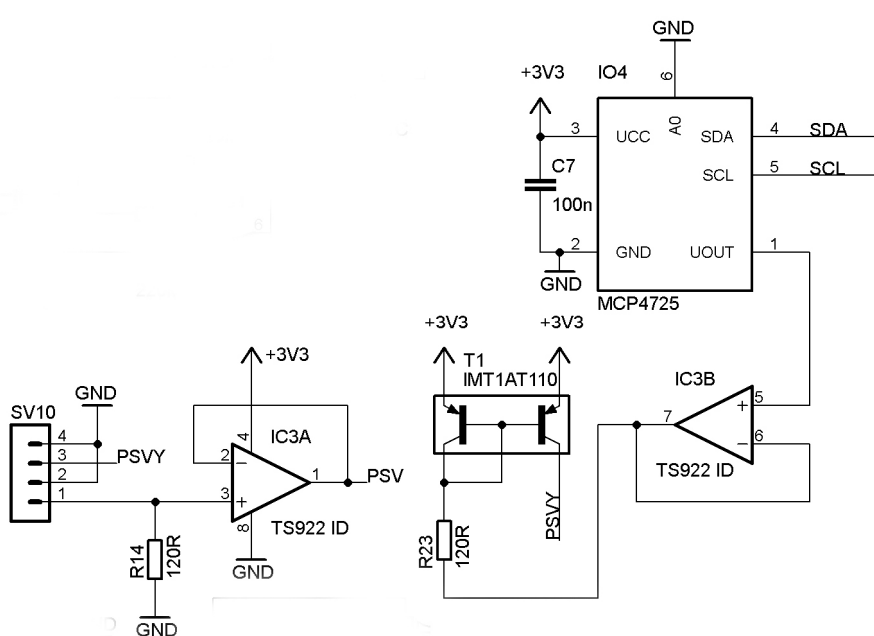 GND
+3V3
IO4
6
A0
3
UCC
SDA
4
SDA
C7
SCL
5
SCL
100n
2
GND
UOUT
1
GND
MCP4725
+3V3
+3V3
T1
IMT1AT110
+3V3
IC3B
GND
5
+
7
SV10
4
IC3A
6
−
4
2
−
3
PSVY
1
PSV
TS922 ID
2
1
3
+
PSVY
8
TS922 ID
R14
120R
R23
120R
GND
GND